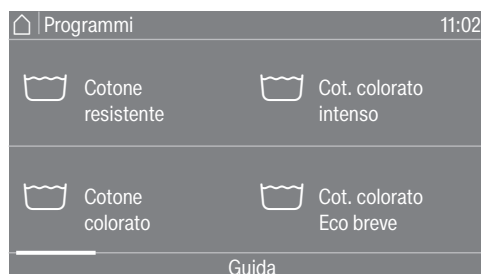 Programmi 11:02
Cotone
resistente
Cot. colorato
intenso
Cotone
colorato
Cot. colorato
Eco breve
Guida